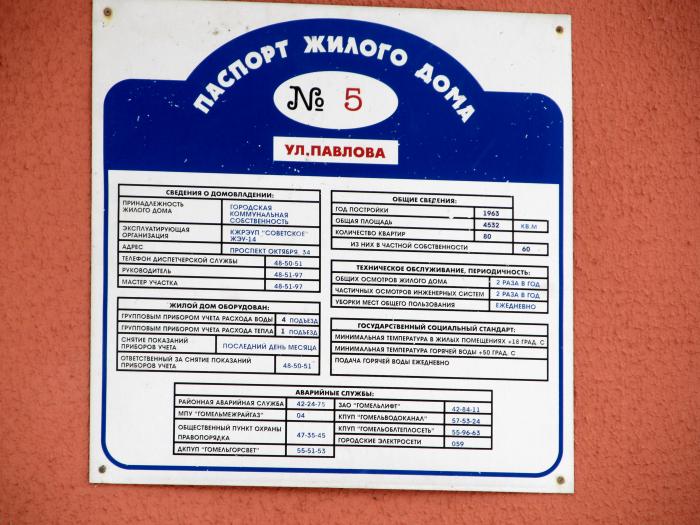 ПАСПОРТ ЖИЛОГО ДОМА
№ 5
УЛ.ПАВЛОВА
СВЕДЕНИЯ О ДОМОВЛАДЕНИИ:
ПРИНАДЛЕЖНОСТЬ
ЖИЛОГО ДОМА
ГОРОДСКАЯ
КОММУНАЛЬНАЯ
СОБСТВЕННОСТЬ
ЭКСПЛУАТИРУЮЩАЯ
ОРГАНИЗАЦИЯ
КЖРЭУП "СОВЕТСКОЕ"
ЖЭУ-14
АДРЕС ПРОСПЕКТ ОКТЯБРЯ, 34
ТЕЛЕФОН ДИСПЕТЧЕРСКОЙ СЛУЖБЫ 48-50-51
РУКОВОДИТЕЛЬ 48-51-97
МАСТЕР УЧАСТКА 48-51-97
ЖИЛОЙ ДОМ ОБОРУДОВАН:
ГРУППОВЫМ ПРИБОРОМ УЧЕТА РАСХОДА ВОДЫ 4 ПОДЪЕЗД
ГРУППОВЫМ ПРИБОРОМ УЧЕТА РАСХОДА ТЕПЛА 1 ПОДЪЕЗД
СНЯТИЕ ПОКАЗАНИЙ
ПРИБОРОВ УЧЕТА
ПОСЛЕДНИЙ ДЕНЬ МЕСЯЦА
ОТВЕТСТВЕННЫЙ ЗА СНЯТИЕ ПОКАЗАНИЙ
ПРИБОРОВ УЧЕТА
48-50-51
ОБЩИЕ СВЕДЕНИЯ:
ГОД ПОСТРОЙКИ 1963
ОБЩАЯ ПЛОЩАДЬ 4532 КВ.М
КОЛИЧЕСТВО КВАРТИР 80
ИЗ НИХ В ЧАСТНОЙ СОБСТВЕННОСТИ 60
ТЕХНИЧЕСКОЕ ОБСЛУЖИВАНИЕ, ПЕРИОДИЧНОСТЬ:
ОБЩИХ ОСМОТРОВ ЖИЛОГО ДОМА 2 РАЗА В ГОД
ЧАСТИЧНЫХ ОСМОТРОВ ИНЖЕНЕРНЫХ СИСТЕМ 2 РАЗА В ГОД
УБОРКИ МЕСТ ОБЩЕГО ПОЛЬЗОВАНИЯ ЕЖЕДНЕВНО
ГОСУДАРСТВЕННЫЙ СОЦИАЛЬНЫЙ СТАНДАРТ:
МИНИМАЛЬНАЯ ТЕМПЕРАТУРА В ЖИЛЫХ ПОМЕЩЕНИЯХ +18 ГРАД. С
МИНИМАЛЬНАЯ ТЕМПЕРАТУРА ГОРЯЧЕЙ ВОДЫ +50 ГРАД. С
ПОДАЧА ГОРЯЧЕЙ ВОДЫ ЕЖЕДНЕВНО
АВАРИЙНЫЕ СЛУЖБЫ:
РАЙОННАЯ АВАРИЙНАЯ СЛУЖБА 42-24-75
МПУ "ГОМЕЛЬМЕЖРАЙГАЗ" 04
ОБЩЕСТВЕННЫЙ ПУНКТ ОХРАНЫ
ПРАВОПОРЯДКА
47-35-45
ДКПУП "ГОМЕЛЬГОРСВЕТ" 55-51-53
ЗАО "ГОМЕЛЬЛИФТ" 42-84-11
КПУП "ГОМЕЛЬВОДОКАНАЛ" 57-53-24
КПУП "ГОМЕЛЬОБЛТЕПЛОСЕТЬ" 55-96-63
ГОРОДСКИЕ ЭЛЕКТРОСЕТИ 059